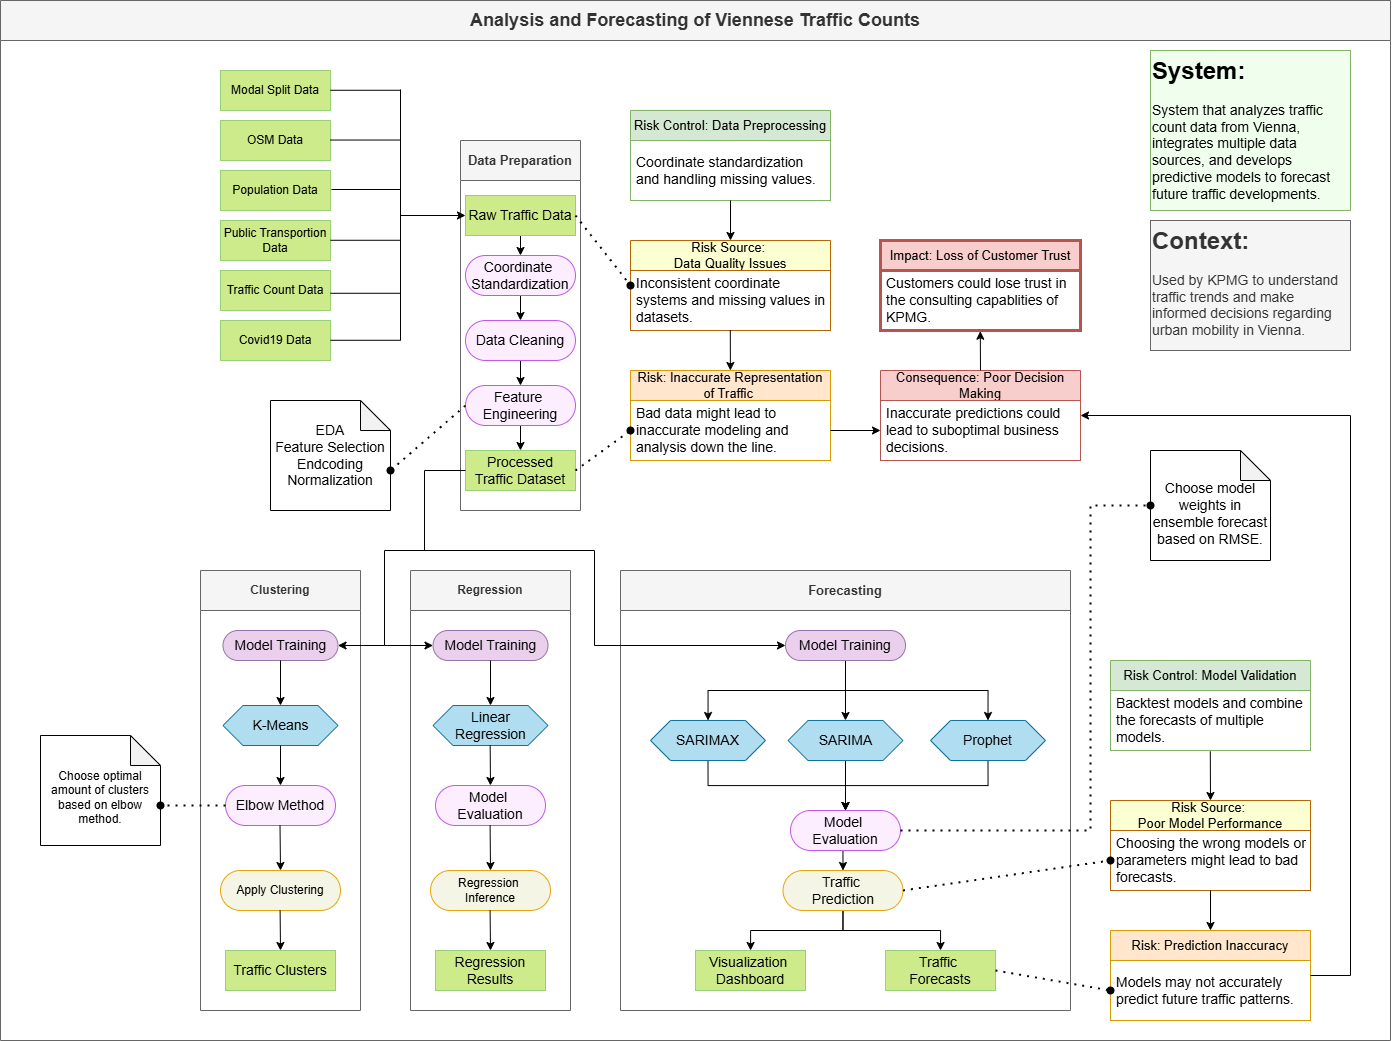 Analysis and Forecasting of Viennese Traffic Counts
Modal Split Data
OSM Data
Population Data
Public Transportion
Data
Traffic Count Data
Covid19 Data
Data Preparation
Raw Traffic Data
Coordinate
Standardization
Data Cleaning
Feature
Engineering
Processed
Traffic Dataset
EDA
Feature Selection
Endcoding
Normalization
Risk Control: Data Preprocessing
Coordinate standardization
and handling missing values.
Risk Source:
Data Quality Issues
Inconsistent coordinate
systems and missing values in
datasets.
Risk: Inaccurate Representation
of Traffic
Bad data might lead to
inaccurate modeling and
analysis down the line.
Impact: Loss of Customer Trust
Customers could lose trust in
the consulting capablities of
KPMG.
Consequence: Poor Decision
Making
Inaccurate predictions could
lead to suboptimal business
decisions.
System:
System that analyzes traffic
count data from Vienna,
integrates multiple data
sources, and develops
predictive models to forecast
future traffic developments.
Context:
Used by KPMG to understand
traffic trends and make
informed decisions regarding
urban mobility in Vienna.
Choose model
weights in
ensemble forecast
based on RMSE.
Clustering
Model Training
K-Means
Elbow Method
Apply Clustering
Traffic Clusters
Choose optimal
amount of clusters
based on elbow
method.
Regression
Model Training
Linear
Regression
Model
Evaluation
Regression
Inference
Regression
Results
Forecasting
Model Training
SARIMAX
SARIMA
Prophet
Model
Evaluation
Traffic
Prediction
Visualization
Dashboard
Traffic
Forecasts
Risk Control: Model Validation
Backtest models and combine
the forecasts of multiple
models.
Risk Source:
Poor Model Performance
Choosing the wrong models or
parameters might lead to bad
forecasts.
Risk: Prediction Inaccuracy
Models may not accurately
predict future traffic patterns.